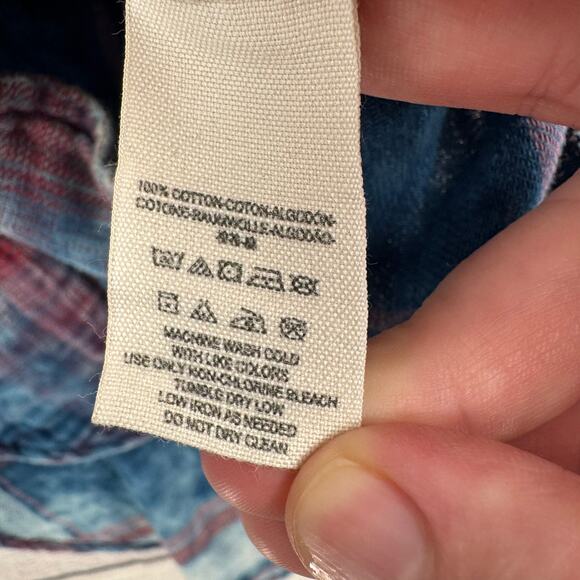 100% COTTON-COTON-ALGODÓN-
COTONE-BAUMWOLLE-ALGODÃO-
MACHINE WASH COLD
WITH LIKE COLORS
USE ONLY NON-CHLORINE BLEACH
TUMBLE DRY LOW
LOW IRON AS NEEDED
DO NOT DRY CLEAN